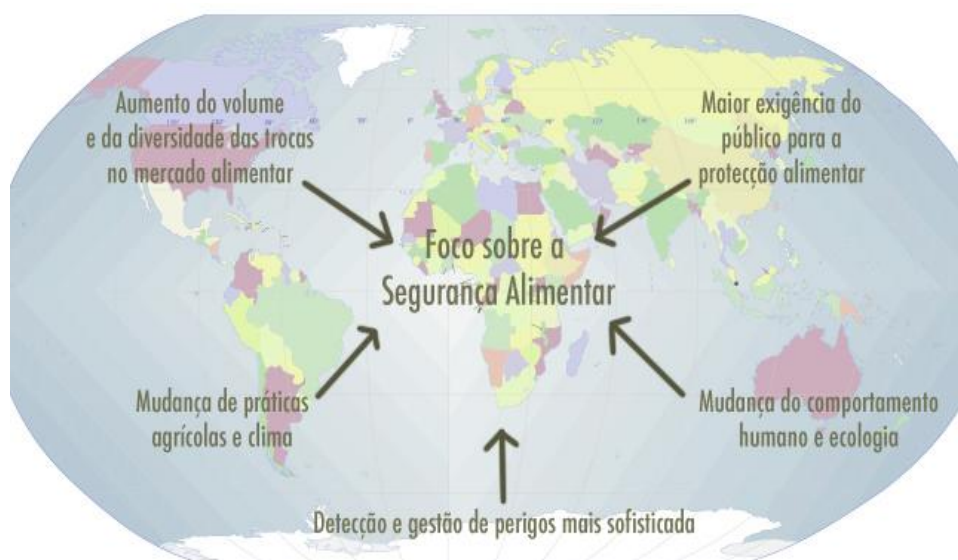 Aumento do volume
e da diversidade das trocas
no mercado alimentar
Maior exigência do
público para a
protecção alimentar
Foco sobre a
Segurança Alimentar
Mudança de práticas
agrícolas e clima
Mudança do comportamento
humano e ecologia
Detecção e gestão de perigos mais sofisticada